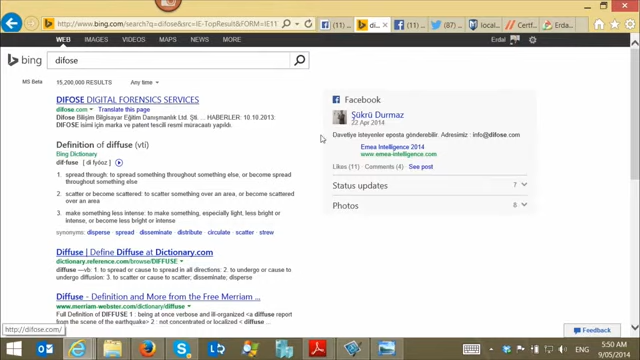 http://www.bing.com/search?q=difose&src=IE-TopResult&FORM=IE11
(11) ...
di...
(11) ...
Twitter
local
Certf...
Erda...
WEB IMAGES VIDEOS MAPS NEWS MORE
Erdal
bing
difose
MS Beta
15,200,000 RESULTS Any time
DIFOSE DIGITAL FORENSICS SERVICES
difose.com Translate this page
Difose Bilişim Bilgisayar Eğitim Danışmanlık Ltd. Şti. ... HABERLER: 10.10.2013.
DIFOSE isimi için marka ve patent tescili resmi müracaatı yapıldı.
Definition of diffuse (vti)
Bing Dictionary
dif·fuse [ di fyóoz ]
1. spread through: to spread something throughout something else, or become spread
throughout something else
2. scatter or become scattered: to scatter something over an area, or become scattered
over an area
3. make something less intense: to make something, especially light, less bright or
intense, or become less bright or intense
synonyms: disperse · spread · disseminate · distribute · circulate · scatter · strew
Diffuse | Define Diffuse at Dictionary.com
dictionary.reference.com/browse/DIFFUSE
diffuse —vb: 1. to spread or cause to spread in all directions: 2. to undergo or cause to
undergo diffusion: 3. to scatter or cause to scatter; disseminate; disperse
Diffuse - Definition and More from the Free Merriam ...
www.merriam-webster.com/dictionary/diffuse
Full Definition of DIFFUSE 1 : being at once verbose and ill-organized <a diffuse report
from the scene of the earthquake> 2 : not concentrated or localized < diffuse ...
Facebook
Şükrü Durmaz
22 Apr 2014
Davetiye isteyenler eposta gönderebilir. Adresimiz : info@difose.com
Emea Intelligence 2014
www.emea-intelligence.com
Likes (11) · Comments (4) See post
Status updates 7
Photos 8
http://difose.com/
Feedback
5:50 AM
9/05/2014